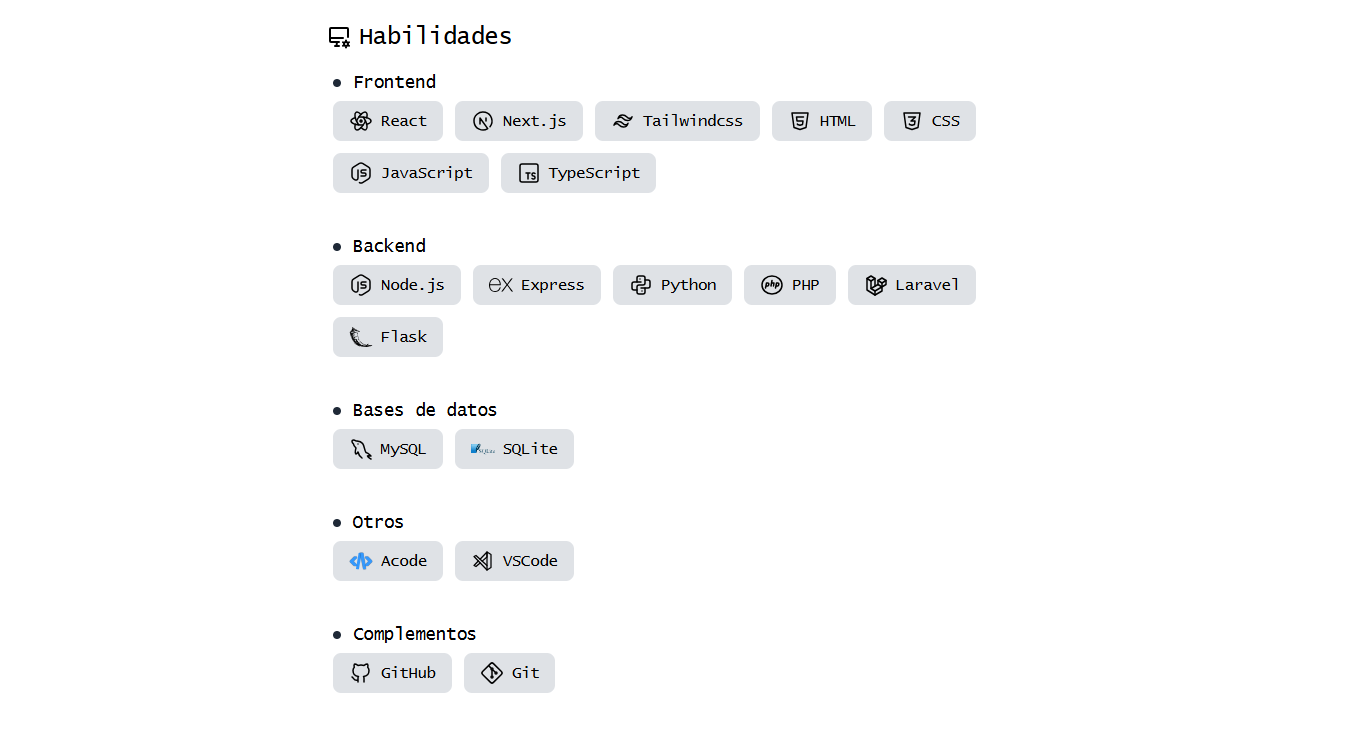 Habilidades
Frontend
React Next.js Tailwindcss HTML CSS
JavaScript TypeScript
Backend
Node.js Express Python PHP Laravel
Flask
Bases de datos
MySQL SQLite
Otros
Acode VSCode
Complementos
GitHub Git